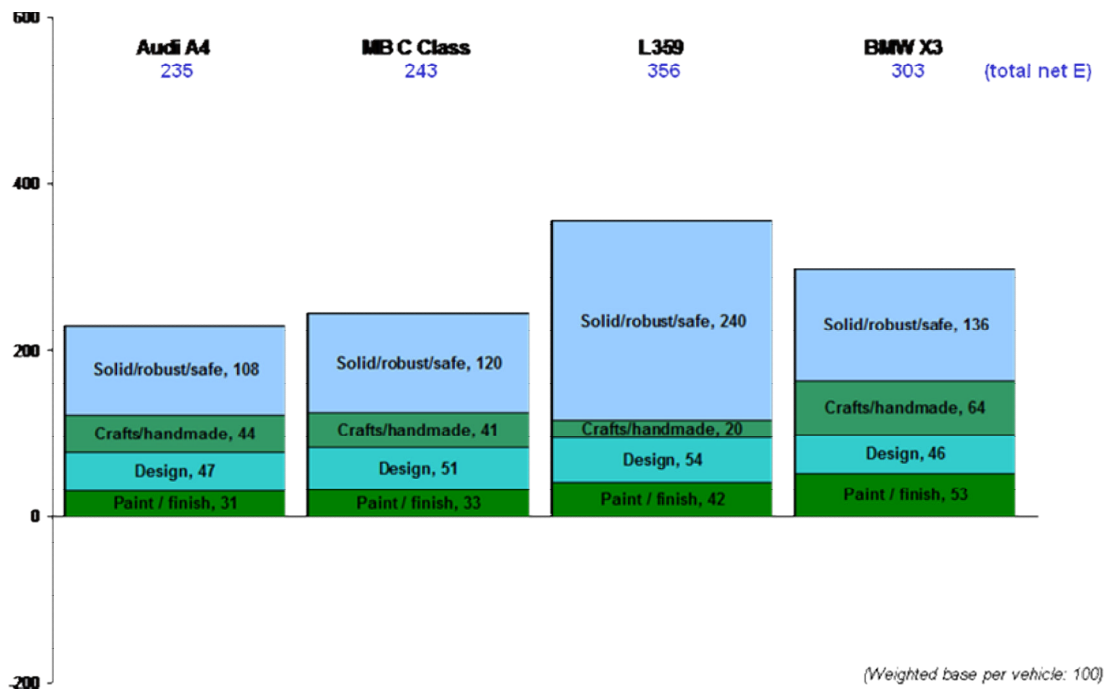 600
Audi A4 MB C Class L359 BMW X3
235 243 356 303 (total net E)
400
Solid/robust/safe, 240
Solid/robust/safe, 136
Solid/robust/safe, 108
Solid/robust/safe, 120
200
Crafts/handmade, 44
Crafts/handmade, 41
Crafts/handmade, 20
Crafts/handmade, 64
Design, 47
Design, 51
Design, 54
Design, 46
Paint / finish, 31
Paint / finish, 33
Paint / finish, 42
Paint / finish, 53
0
-200
(Weighted base per vehicle: 100)